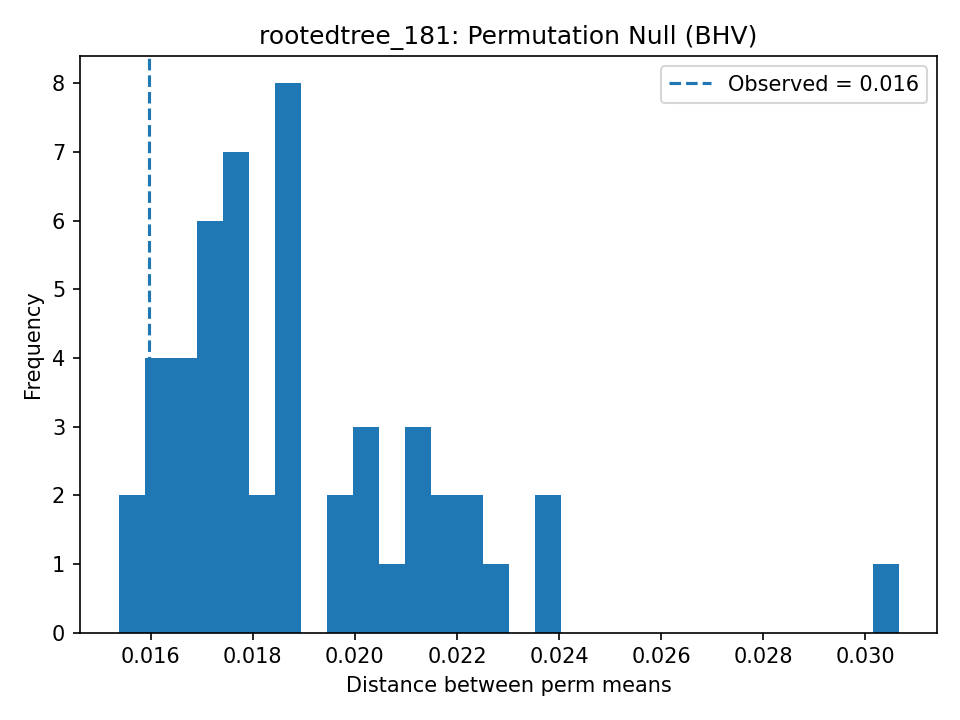 rootedtree_181: Permutation Null (BHV)
Observed = 0.016
8
7
6
5
4
3
2
1
0
Frequency
0.016 0.018 0.020 0.022 0.024 0.026 0.028 0.030
Distance between perm means